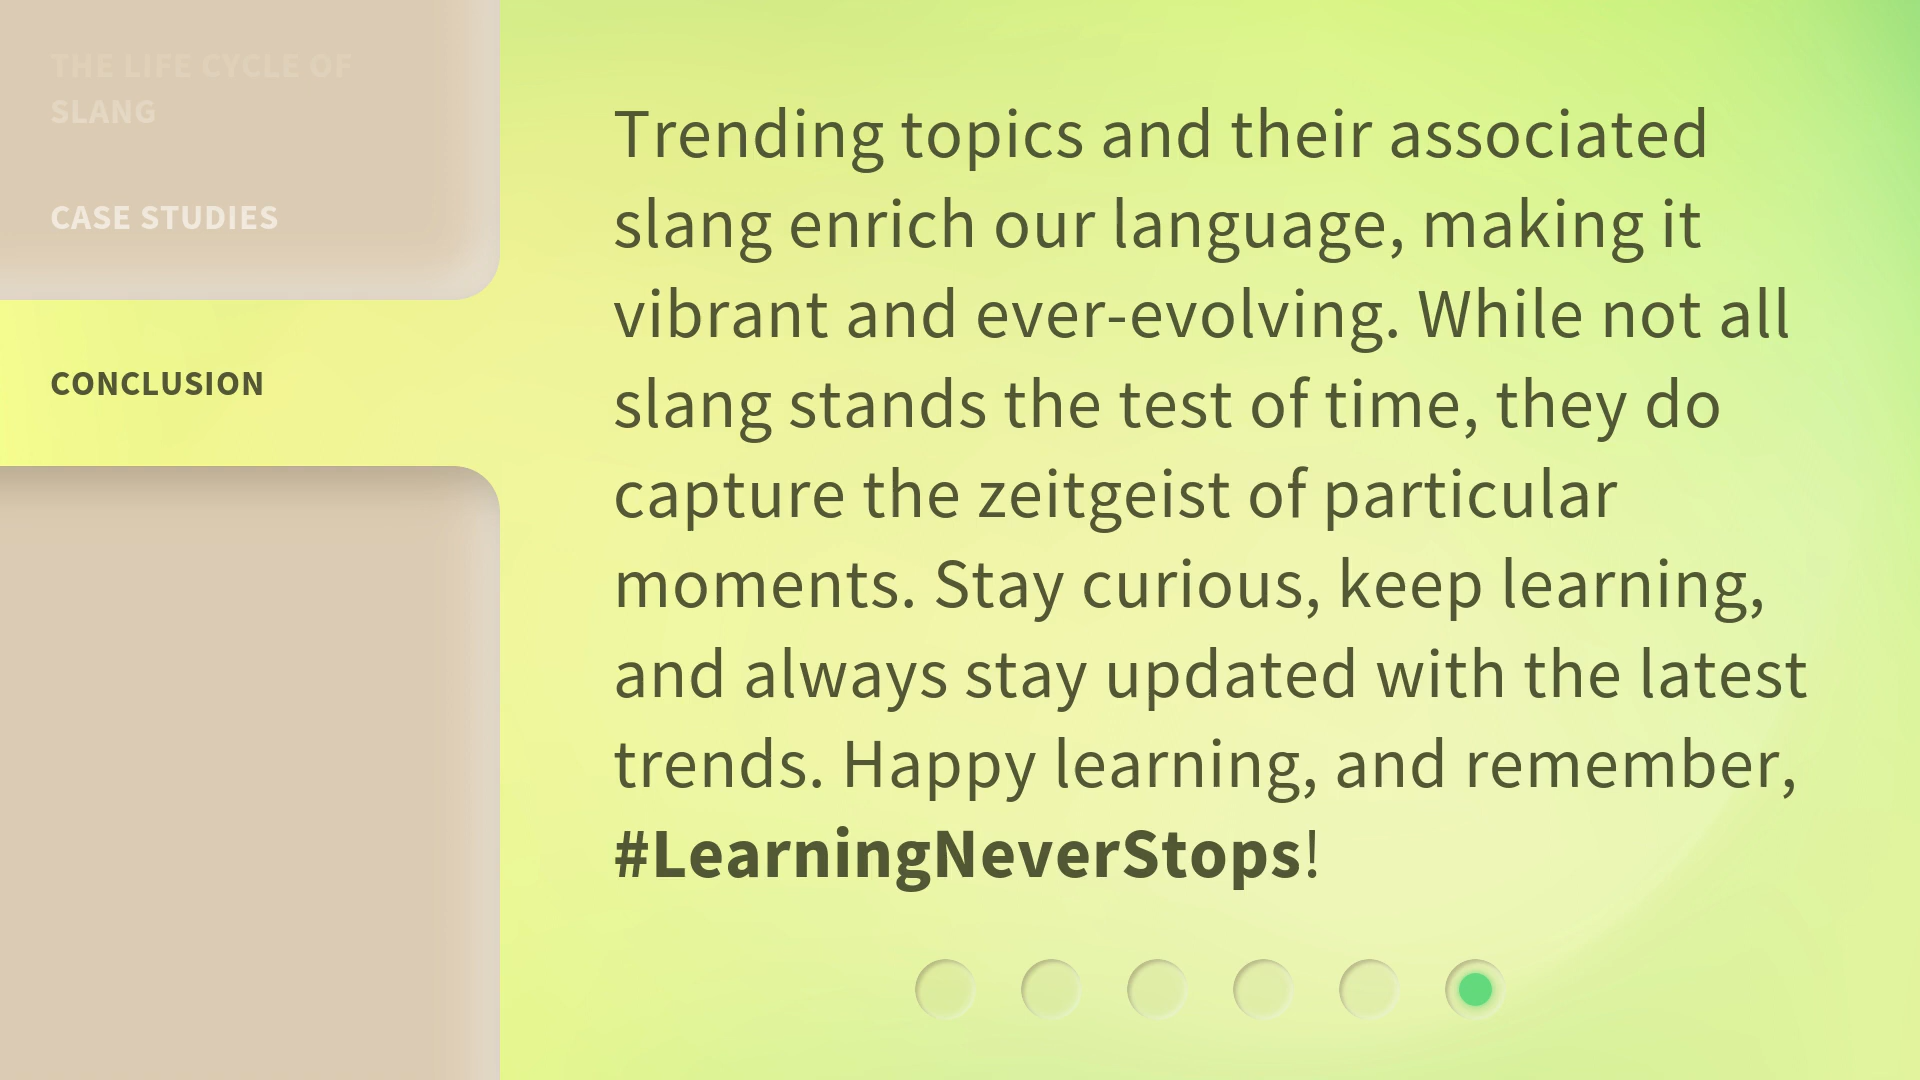 THE LIFE CYCLE OF
SLANG
CASE STUDIES
CONCLUSION
Trending topics and their associated
slang enrich our language, making it
vibrant and ever-evolving. While not all
slang stands the test of time, they do
capture the zeitgeist of particular
moments. Stay curious, keep learning,
and always stay updated with the latest
trends. Happy learning, and remember,
#LearningNeverStops!